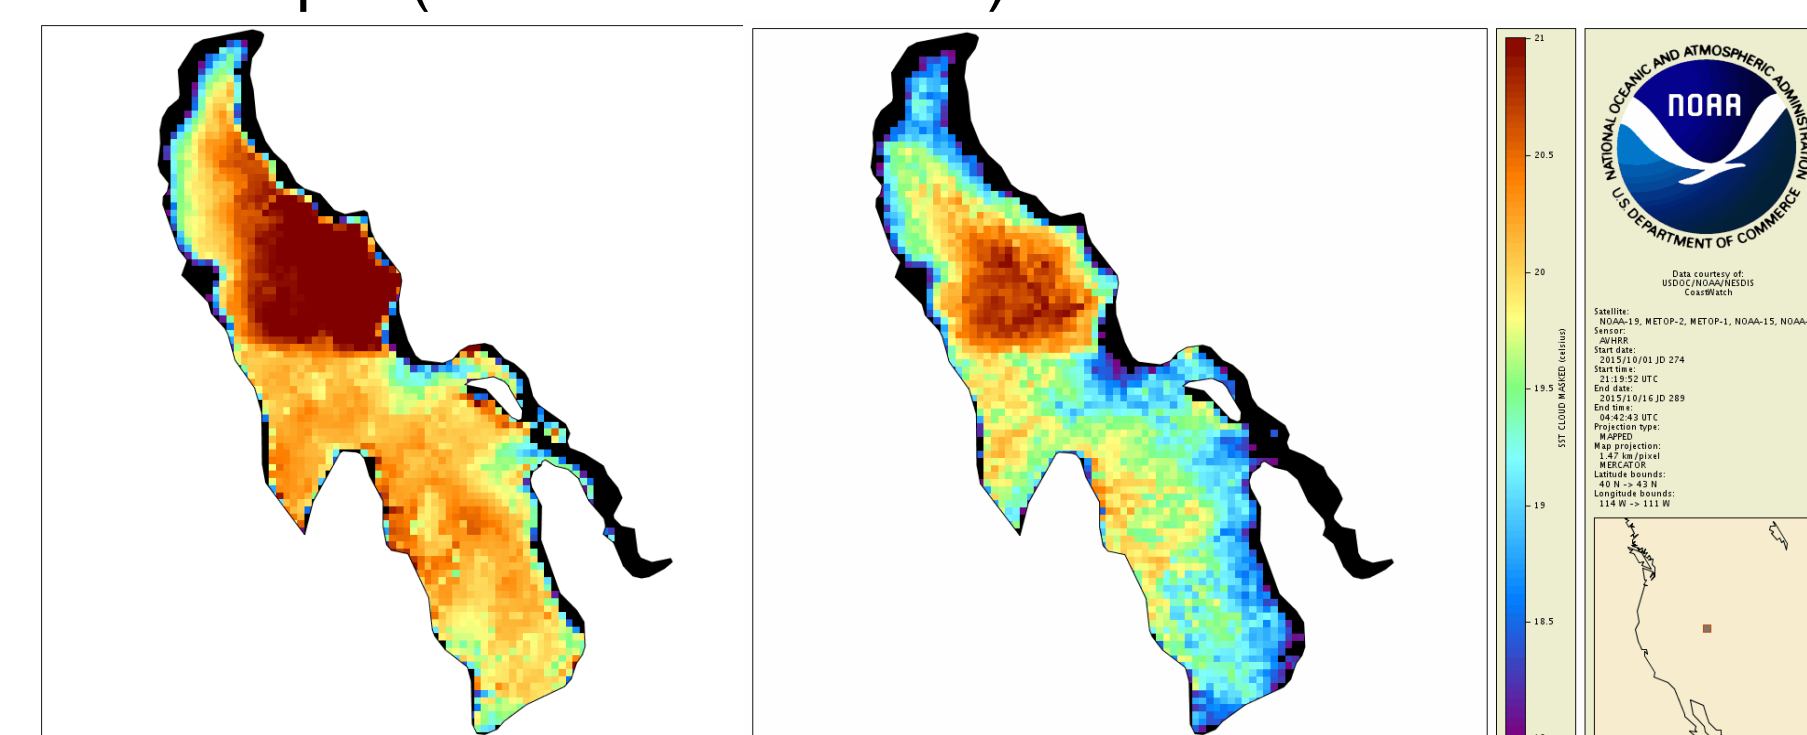 21
20.5
20
19.5
19
18.5
SST CLOUD MASKED (celsius)
NATIONAL OCEANIC AND ATMOSPHERIC ADMINISTRATION
NOAA
U.S. DEPARTMENT OF COMMERCE
Data courtesy of:
USDOC/NOAA/NESDIS
CoastWatch
Satellite:
NOAA-19, METOP-2, METOP-1, NOAA-15, NOAA-
Sensor:
AVHRR
Start date:
2015/10/01 JD 274
Start time:
21:19:52 UTC
End date:
2015/10/16 JD 289
End time:
04:42:43 UTC
Projection type:
MAPPED
Map projection:
1.47 km/pixel
MERCATOR
Latitude bounds:
40 N -> 43 N
Longitude bounds:
114 W -> 111 W